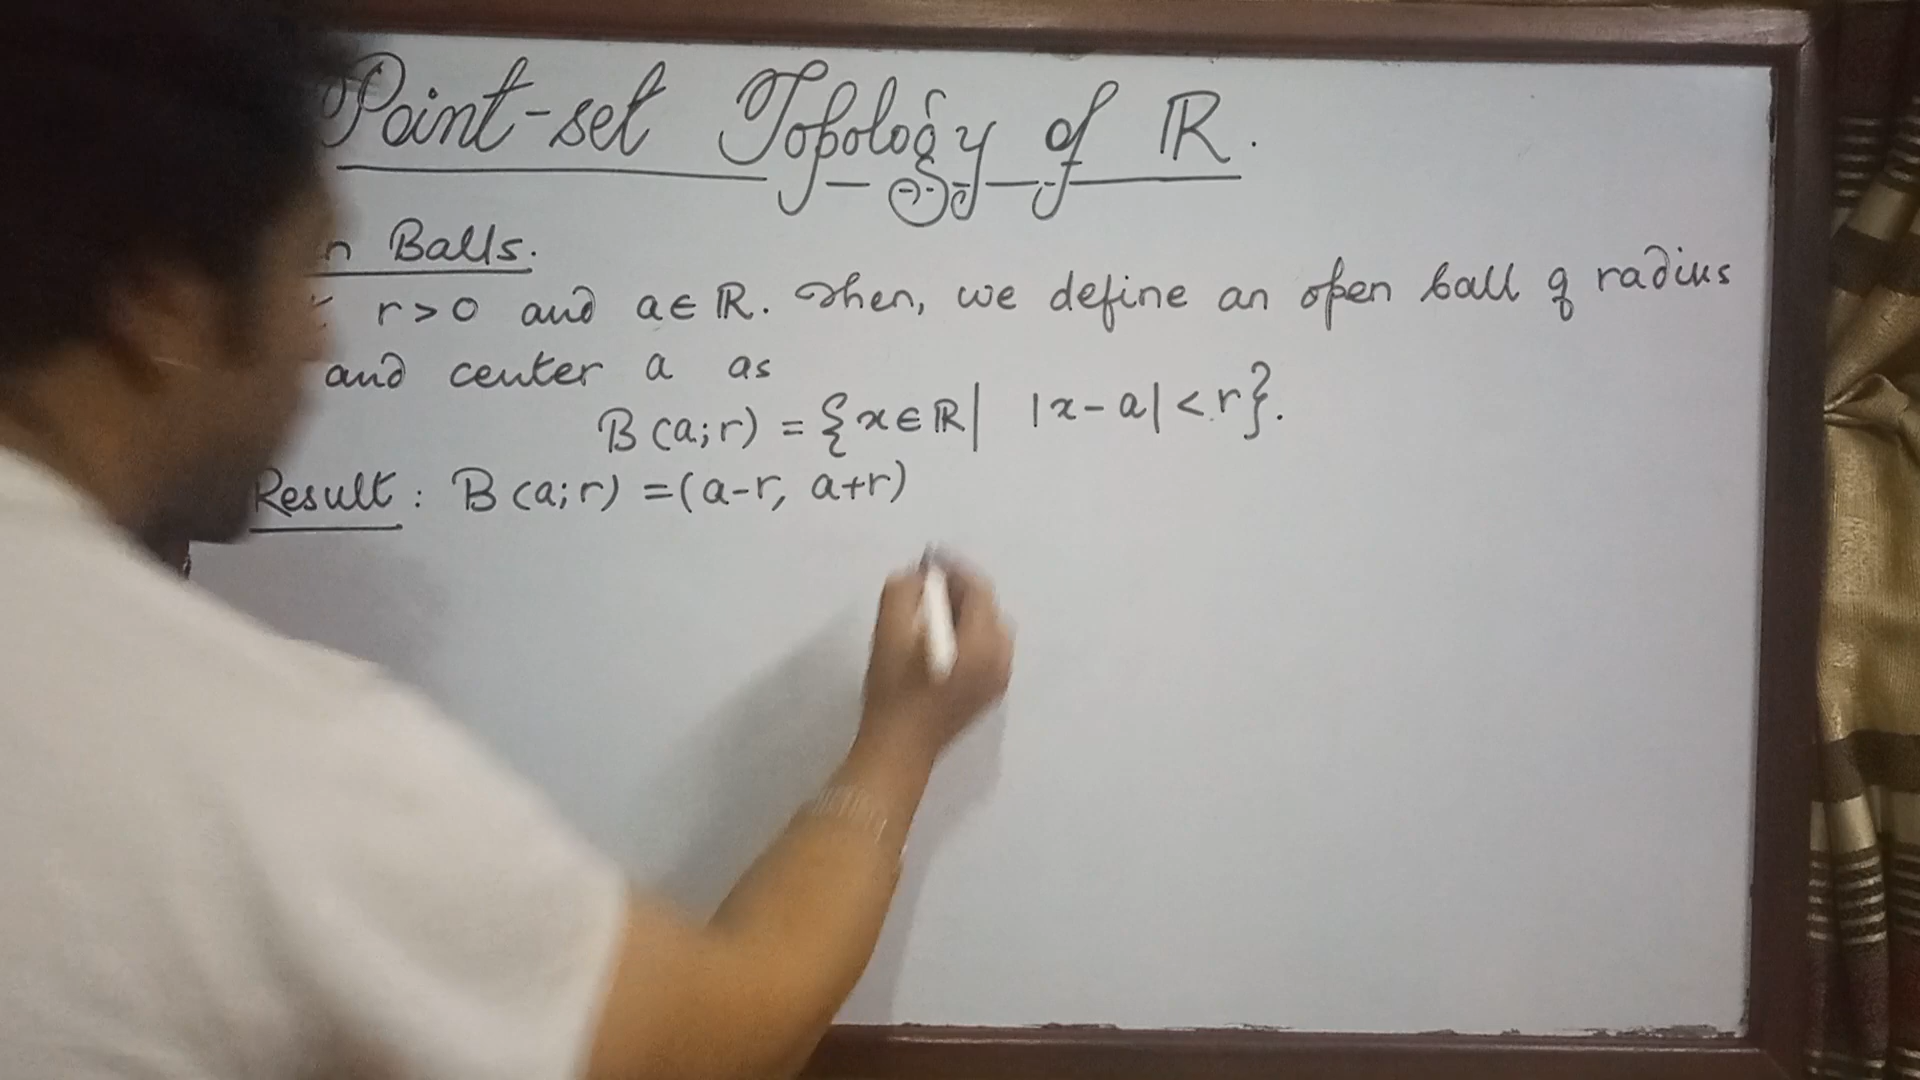 Point-set Topology of ℝ.
Balls.
r>0 and a∈ℝ. Then, we define an open ball of radius
and center a as
B(a;r) = {x∈ℝ| |x-a|<r}.
Result: B(a;r) =(a-r, a+r)